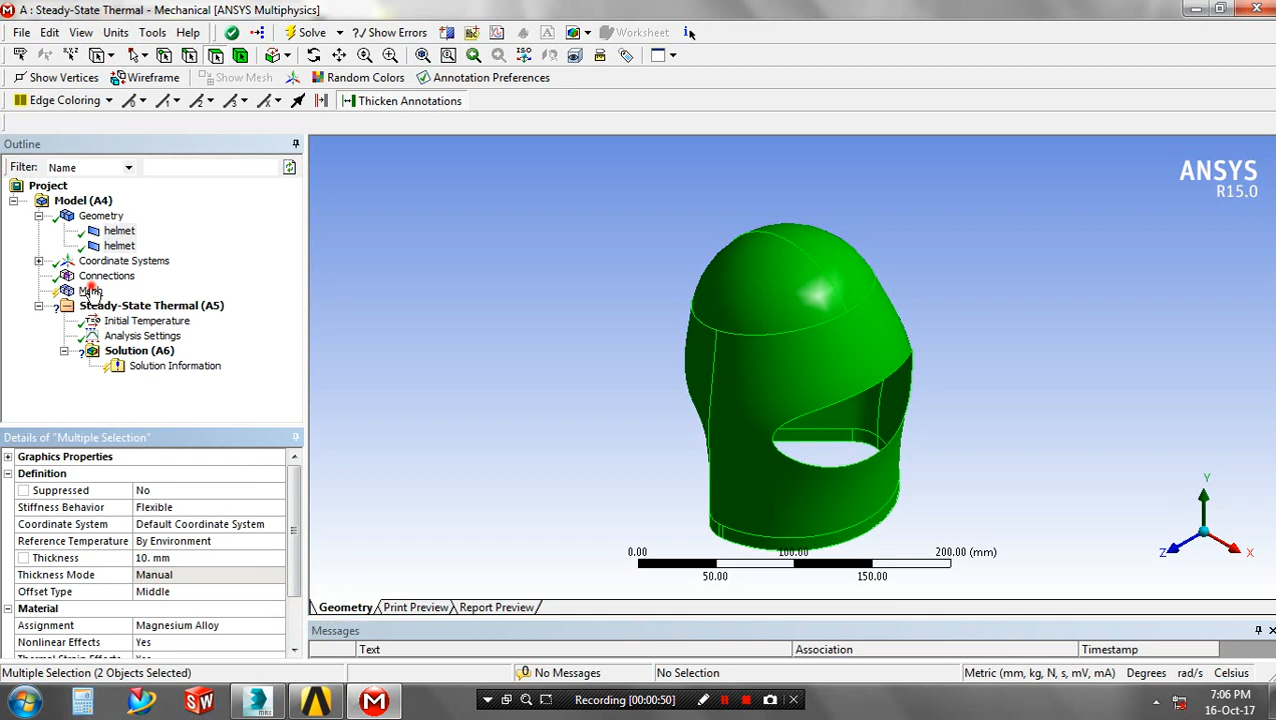 A : Steady-State Thermal - Mechanical [ANSYS Multiphysics]
File Edit View Units Tools Help Solve ?/Show Errors Worksheet
Show Vertices Wireframe Show Mesh Random Colors Annotation Preferences
Edge Coloring Thicken Annotations
Outline
Filter: Name
Project
Model (A4)
Geometry
helmet
helmet
Coordinate Systems
Connections
Mesh
Steady-State Thermal (A5)
Initial Temperature
Analysis Settings
Solution (A6)
Solution Information
Details of "Multiple Selection"
Graphics Properties
Definition
Suppressed No
Stiffness Behavior Flexible
Coordinate System Default Coordinate System
Reference Temperature By Environment
Thickness 10. mm
Thickness Mode Manual
Offset Type Middle
Material
Assignment Magnesium Alloy
Nonlinear Effects Yes
Thermal Strain Effects Yes
ANSYS
R15.0
Y
Z
X
0.00 100.00 200.00 (mm)
50.00 150.00
Geometry Print Preview Report Preview
Messages
Text Association Timestamp
Multiple Selection (2 Objects Selected) No Messages No Selection Metric (mm, kg, N, s, mV, mA) Degrees rad/s Celsius
Recording [00:00:50]
7:06 PM
16-Oct-17